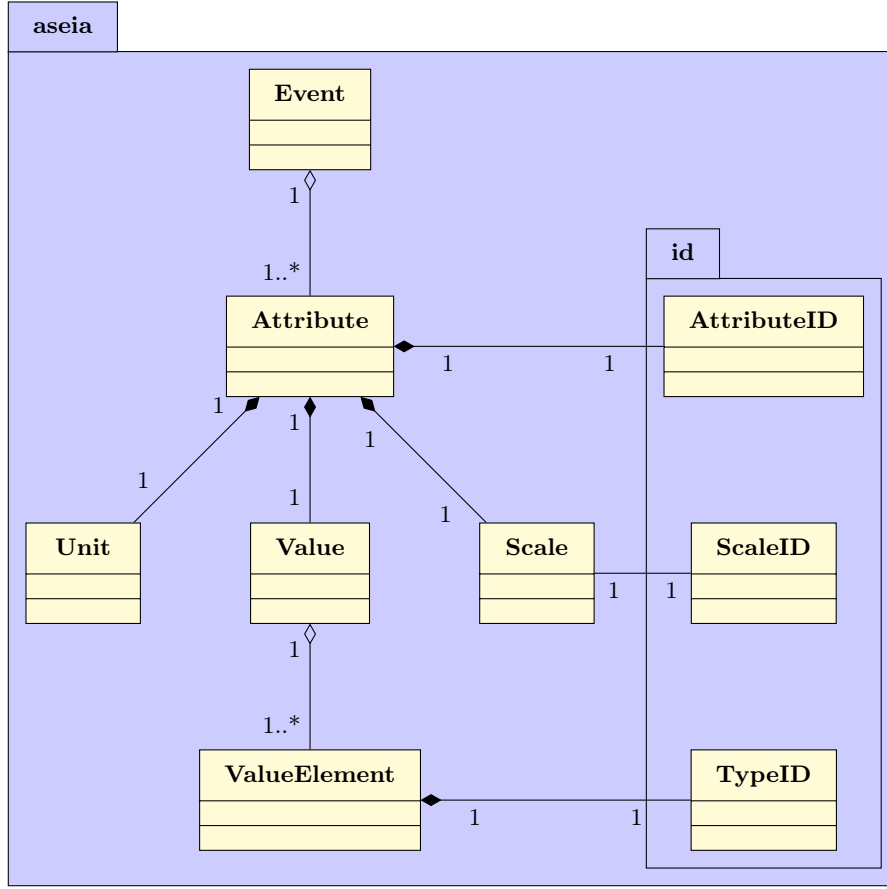 aseia
Event
1
1..*
id
Attribute
AttributeID
1
1
1
1
1
1
1
1
Unit
Value
Scale
ScaleID
1
1
1
1..*
ValueElement
TypeID
1
1